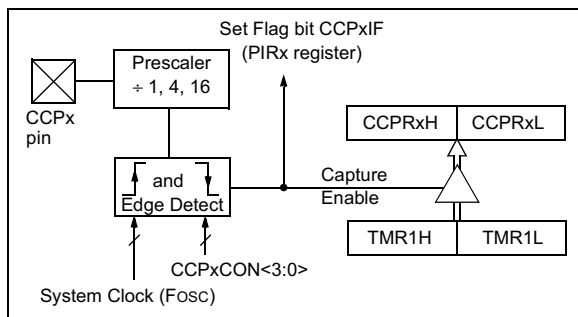 Set Flag bit CCPxIF
(PIRx register)
Prescaler
÷ 1, 4, 16
CCPx
pin
CCPRxH CCPRxL
and
Edge Detect
Capture
Enable
TMR1H TMR1L
CCPxCON<3:0>
System Clock (FOSC)